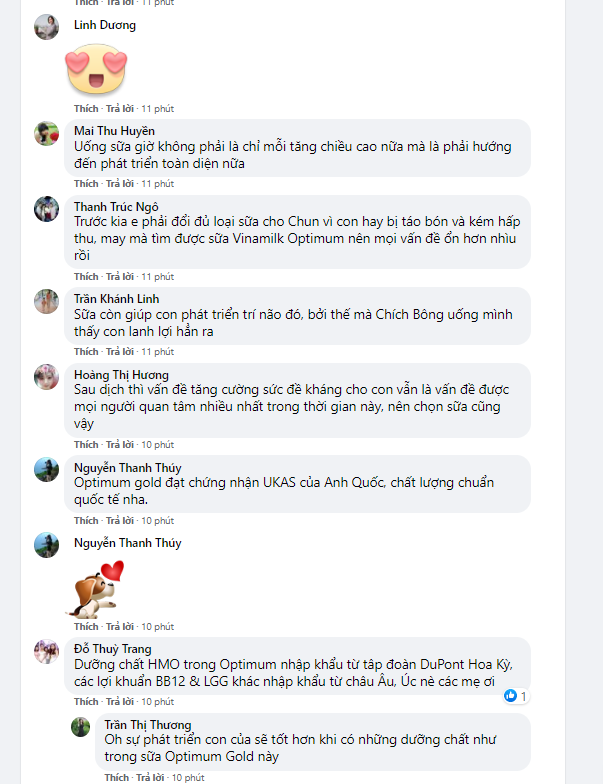 Thích · Trả lời · 11 phút
Linh Dương
Thích · Trả lời · 11 phút
Mai Thu Huyền
Uống sữa giờ không phải là chỉ mỗi tăng chiều cao nữa mà là phải hướng
đến phát triển toàn diện nữa
Thích · Trả lời · 11 phút
Thanh Trúc Ngô
Trước kia e phải đổi đủ loại sữa cho Chun vì con hay bị táo bón và kém hấp
thu, may mà tìm được sữa Vinamilk Optimum nên mọi vấn đề ổn hơn nhìu
rồi
Thích · Trả lời · 11 phút
Trần Khánh Linh
Sữa còn giúp con phát triển trí não đó, bởi thế mà Chích Bông uống mình
thấy con lanh lợi hẳn ra
Thích · Trả lời · 11 phút
Hoàng Thị Hương
Sau dịch thì vấn đề tăng cường sức đề kháng cho con vẫn là vấn đề được
mọi người quan tâm nhiều nhất trong thời gian này, nên chọn sữa cũng
vậy
Thích · Trả lời · 10 phút
Nguyễn Thanh Thúy
Optimum gold đạt chứng nhận UKAS của Anh Quốc, chất lượng chuẩn
quốc tế nha.
Thích · Trả lời · 10 phút
Nguyễn Thanh Thúy
Thích · Trả lời · 10 phút
Đỗ Thuỳ Trang
Dưỡng chất HMO trong Optimum nhập khẩu từ tâp đoàn DuPont Hoa Kỳ,
các lợi khuẩn BB12 & LGG khác nhập khẩu từ châu Âu, Úc nè các mẹ ơi
1
Thích · Trả lời · 10 phút
Trần Thị Thương
Oh sự phát triển con của sẽ tốt hơn khi có những dưỡng chất như
trong sữa Optimum Gold này
Thích · Trả lời · 10 phút